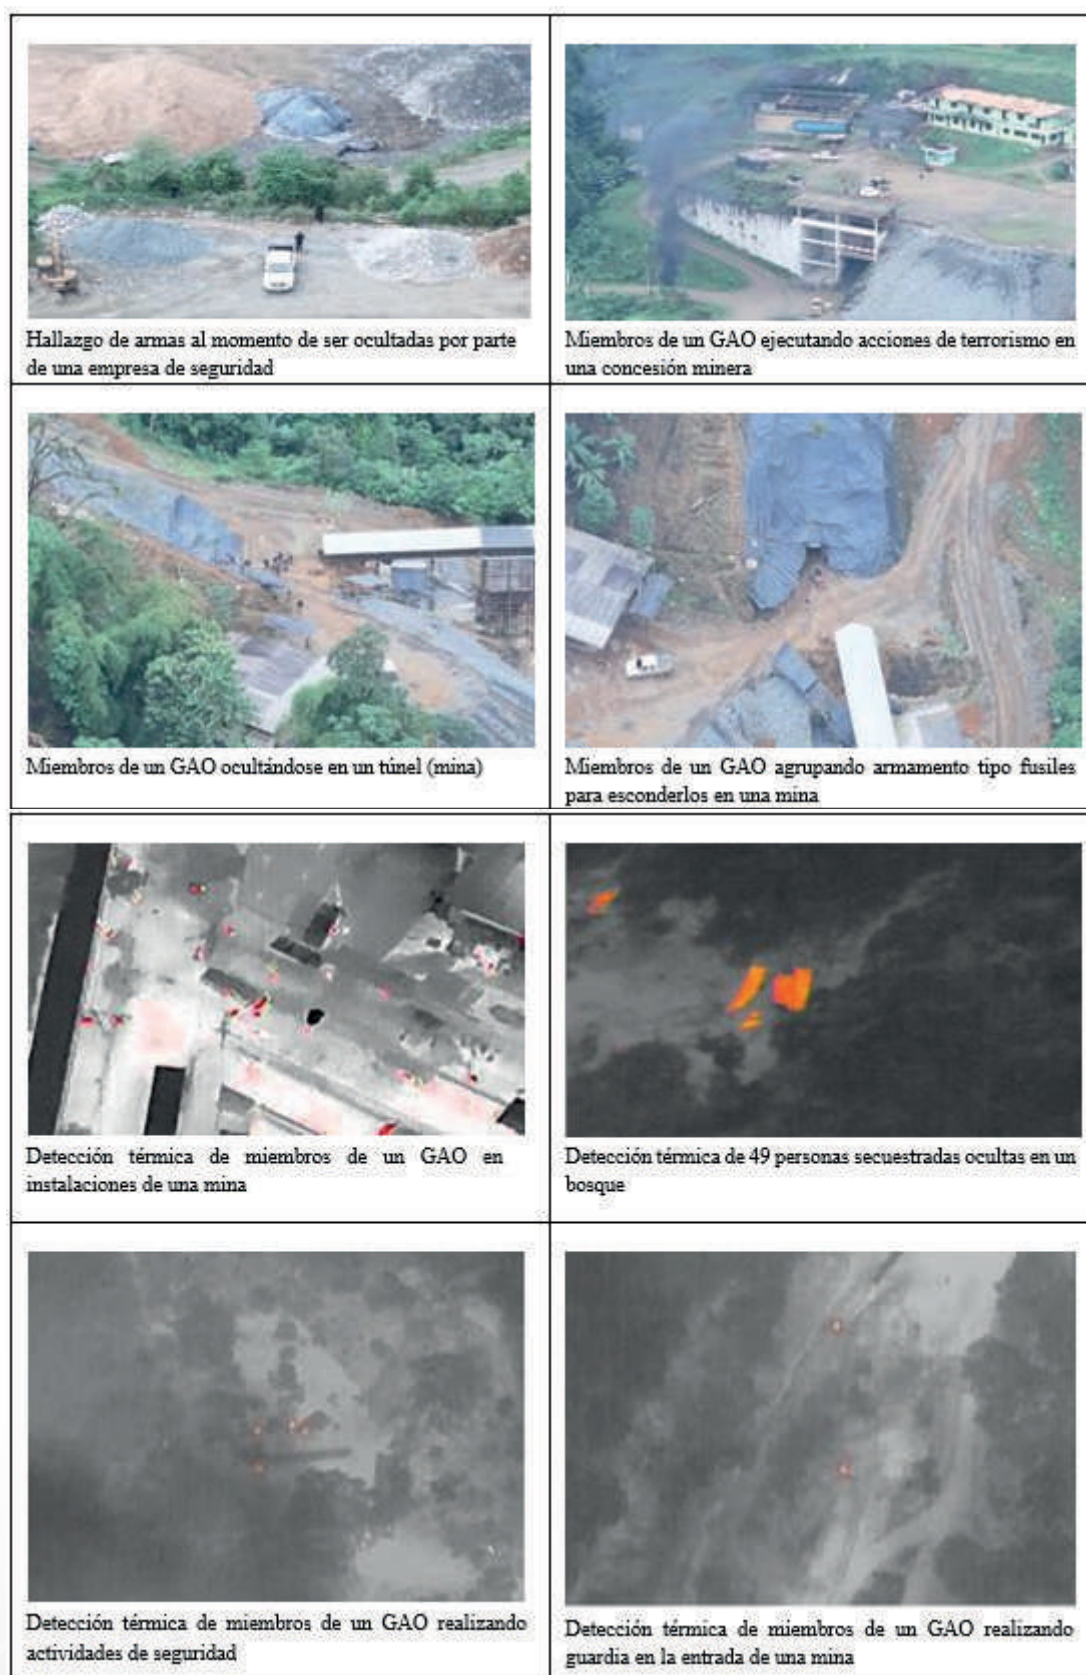 Hallazgo de armas al momento de ser ocultadas por parte
de una empresa de seguridad
Miembros de un GAO ejecutando acciones de terrorismo en
una concesión minera
Miembros de un GAO ocultándose en un túnel (mina)
Miembros de un GAO agrupando armamento tipo fusiles
para esconderlos en una mina
Detección térmica de miembros de un GAO en
instalaciones de una mina
Detección térmica de 49 personas secuestradas ocultas en un
bosque
Detección térmica de miembros de un GAO realizando
actividades de seguridad
Detección térmica de miembros de un GAO realizando
guardia en la entrada de una mina